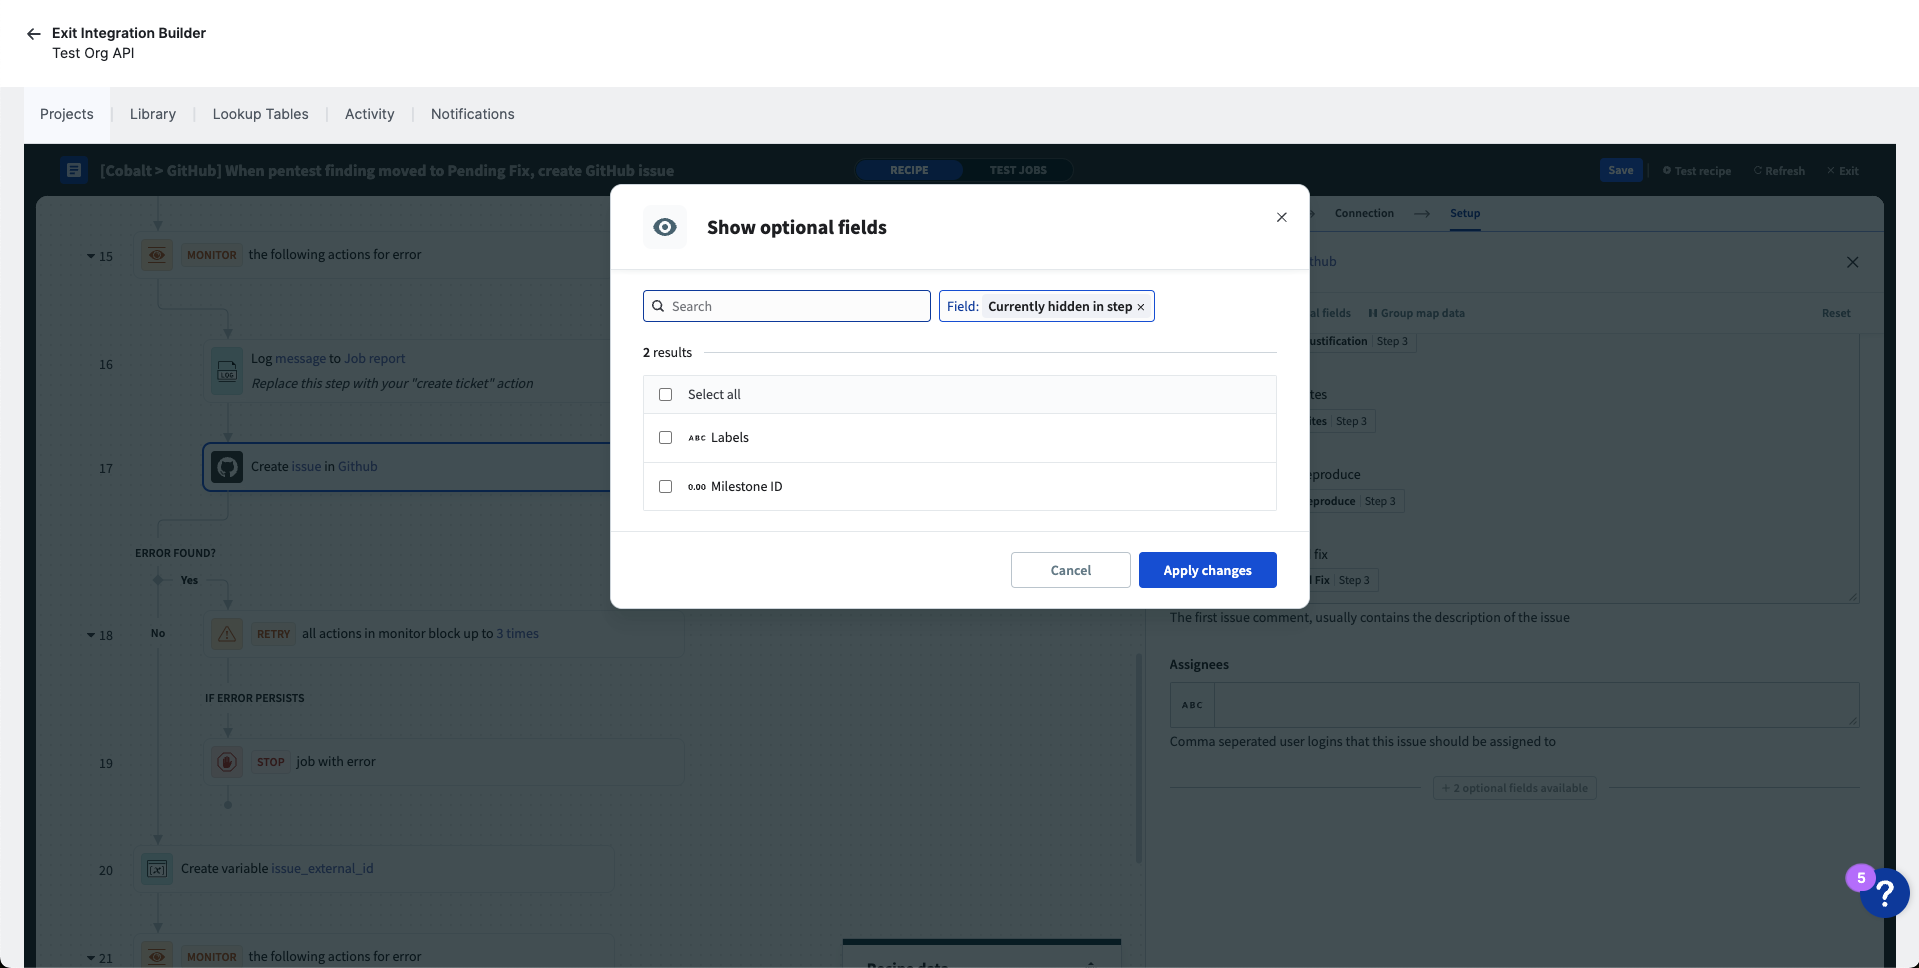 Exit Integration Builder
Test Org API
Projects
Library
Lookup Tables
Activity
Notifications
[Cobalt > GitHub] When pentest finding moved to Pending Fix, create GitHub issue
RECIPE
TEST JOBS
Save
Test recipe
Refresh
Exit
Show optional fields
Search
Field: Currently hidden in step
2 results
Select all
ABC Labels
0.00 Milestone ID
Cancel
Apply changes
15
MONITOR the following actions for error
16
LOG
Log message to Job report
Replace this step with your "create ticket" action
17
Create issue in Github
ERROR FOUND?
Yes
No
18
RETRY all actions in monitor block up to 3 times
IF ERROR PERSISTS
19
STOP job with error
20
Create variable issue_external_id
21
MONITOR the following actions for error
Connection
Setup
thub
al fields
Group map data
Reset
ustification Step 3
tes
ites Step 3
eproduce
eproduce Step 3
fix
Fix Step 3
The first issue comment, usually contains the description of the issue
Assignees
ABC
Comma seperated user logins that this issue should be assigned to
+ 2 optional fields available
5
?